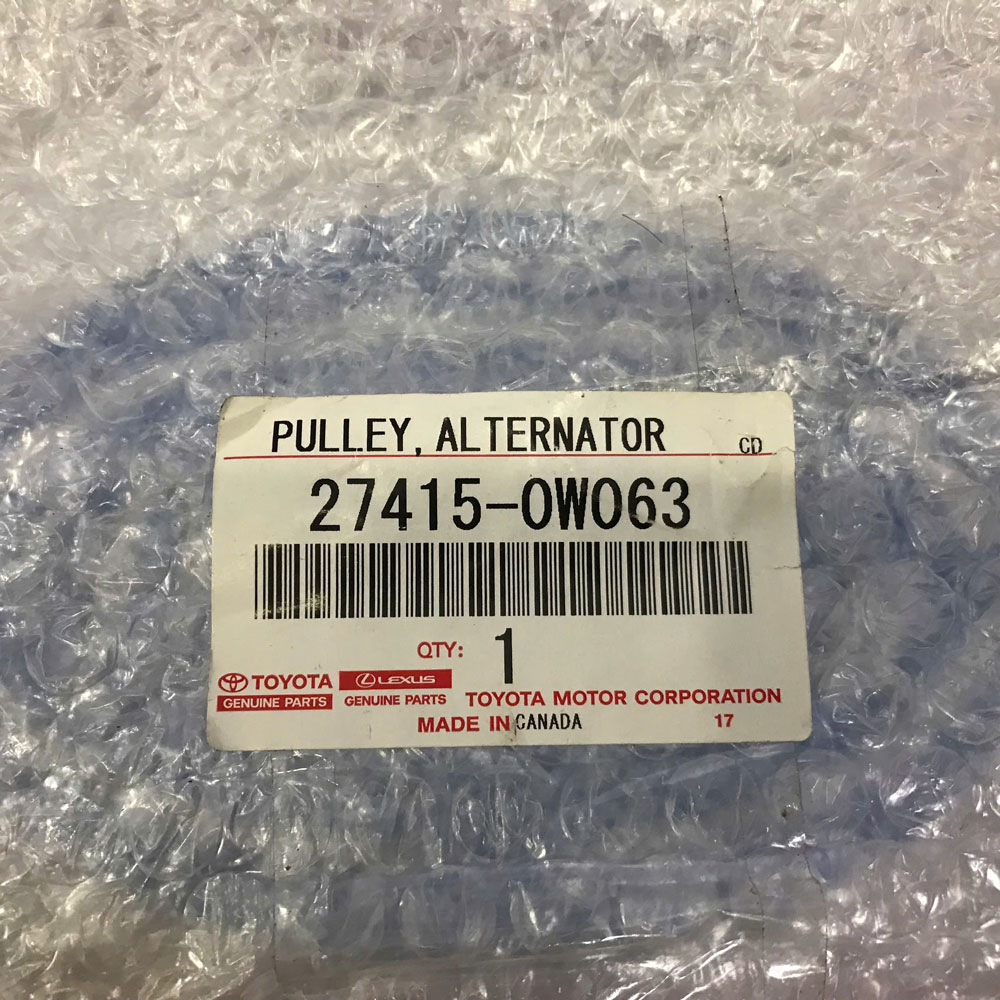 PULLEY, ALTERNATOR CD
27415-0W063
QTY: 1
TOYOTA LEXUS
GENUINE PARTS GENUINE PARTS TOYOTA MOTOR CORPORATION
MADE IN CANADA 17